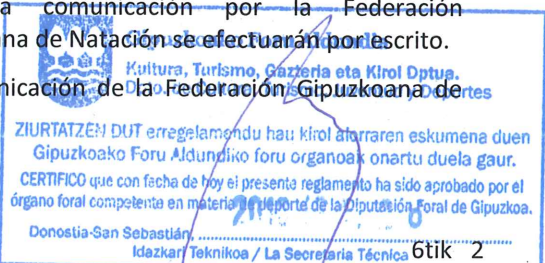 a comunicación por la Federación
na de Natación se efectuarán por escrito.
Kultura, Turismo, Gazteria eta Kirol Dptua.
nicación de la Federación Gipuzkoana de
Deportes
ZIURTATZEN DUT erregelamendu hau kirol alorraren eskumena duen
Gipuzkoako Foru Aldundiko foru organoak onartu duela gaur.
CERTIFICO que con fecha de hoy el presente reglamento ha sido aprobado por el
órgano foral competente en materia de deporte de la Diputación Foral de Gipuzkoa.
Donostia-San Sebastián,
Idazkari Teknikoa / La Secretaria Técnica 6tik 2